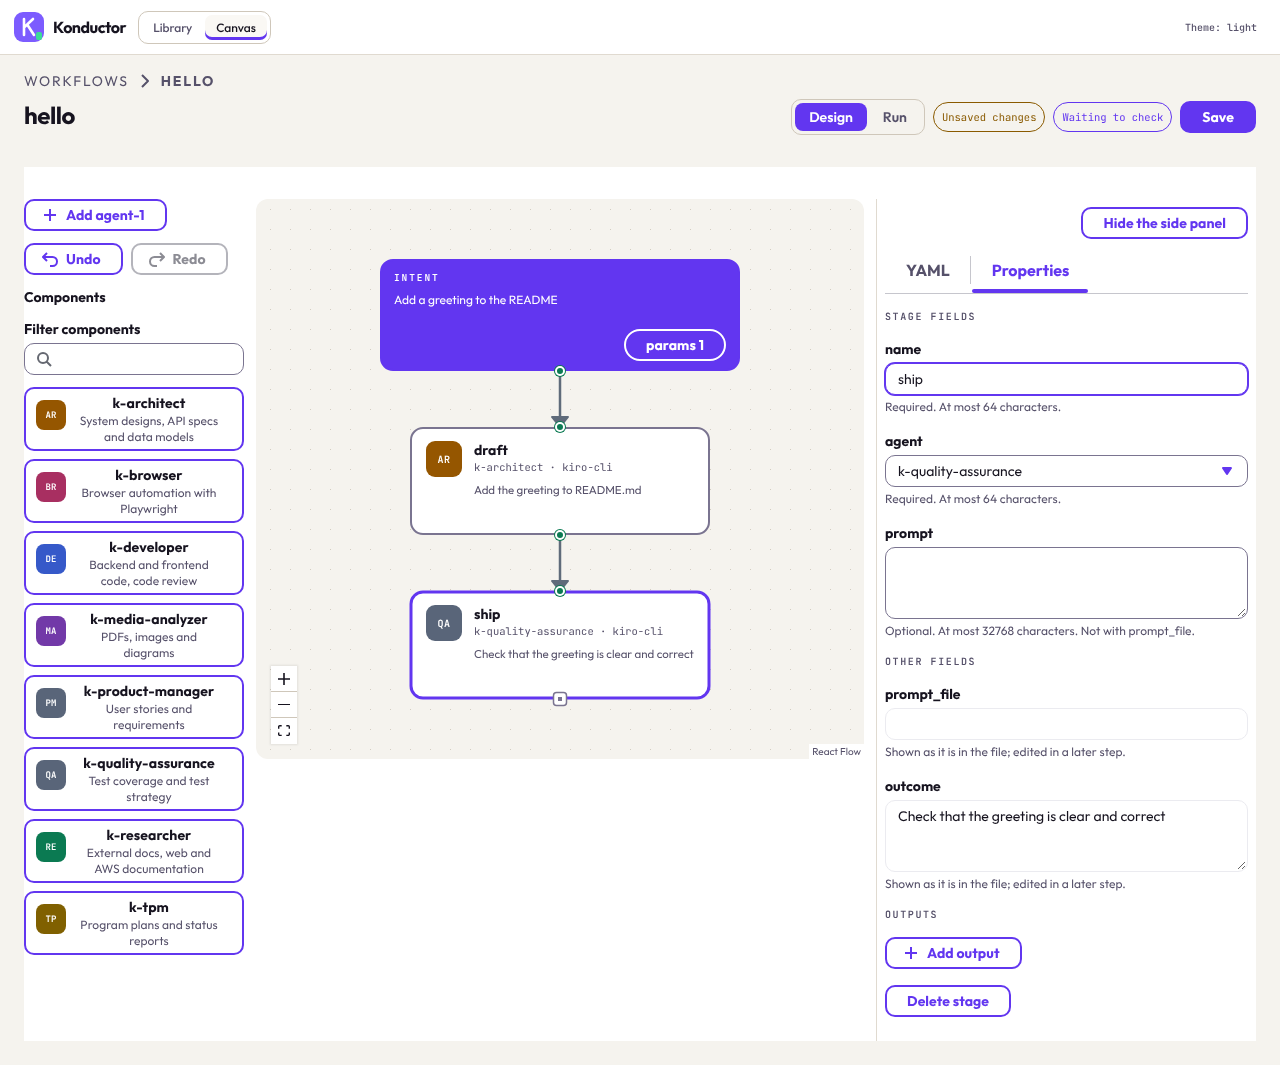 Konductor
Library
Canvas
Theme: light
WORKFLOWS
HELLO
hello
Design
Run
Unsaved changes
Waiting to check
Save
Add agent-1
Undo
Redo
Components
Filter components
AR
k-architect
System designs, API specs
and data models
BR
k-browser
Browser automation with
Playwright
DE
k-developer
Backend and frontend
code, code review
MA
k-media-analyzer
PDFs, images and
diagrams
PM
k-product-manager
User stories and
requirements
QA
k-quality-assurance
Test coverage and test
strategy
RE
k-researcher
External docs, web and
AWS documentation
TP
k-tpm
Program plans and status
reports
INTENT
Add a greeting to the README
params 1
AR
draft
k-architect · kiro-cli
Add the greeting to README.md
QA
ship
k-quality-assurance · kiro-cli
Check that the greeting is clear and correct
React Flow
Hide the side panel
YAML
Properties
STAGE FIELDS
name
ship
Required. At most 64 characters.
agent
k-quality-assurance
Required. At most 64 characters.
prompt
Optional. At most 32768 characters. Not with prompt_file.
OTHER FIELDS
prompt_file
Shown as it is in the file; edited in a later step.
outcome
Check that the greeting is clear and correct
Shown as it is in the file; edited in a later step.
OUTPUTS
Add output
Delete stage